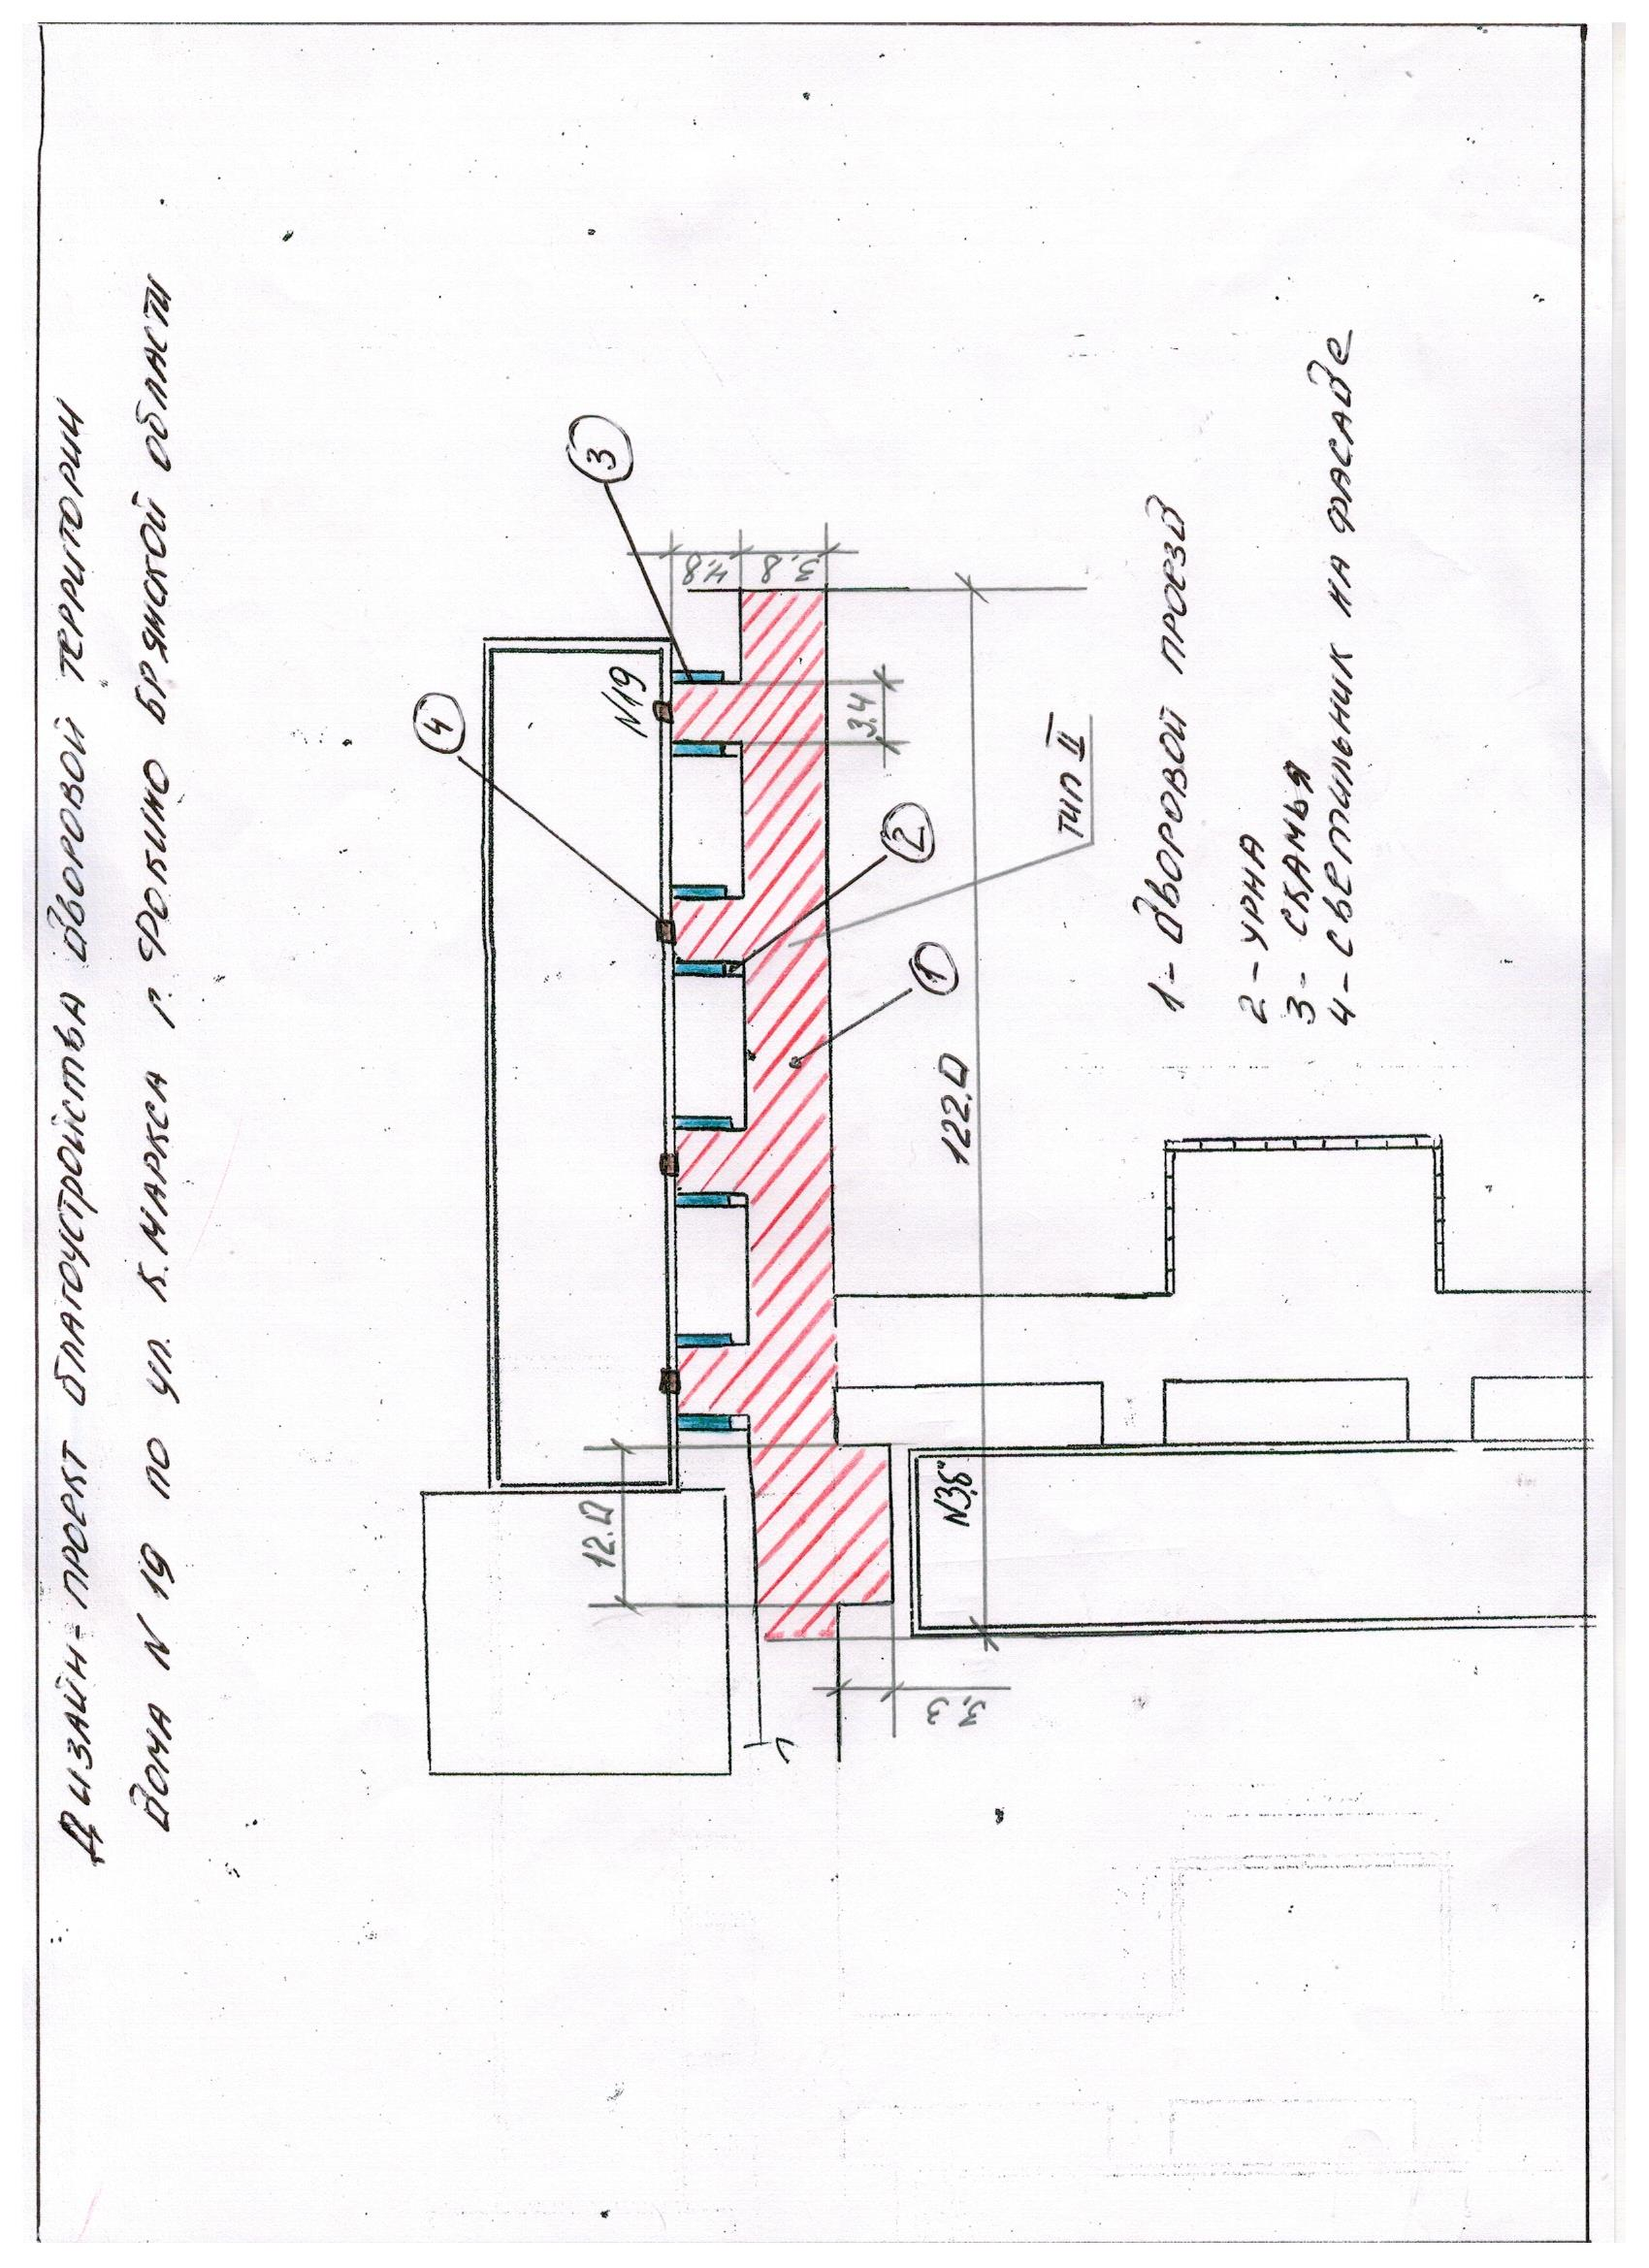 Дизайн-проект благоустройства дворовой территории
дома N 19 по ул. К.Маркса г. Фокино Брянской области
4
3
N19
4,8
3,8
3.4
2
тип II
1
122.0
12.0
N3,б"
3,3
1- дворовой проезд
2- урна
3- скамья
4- светильник на фасаде